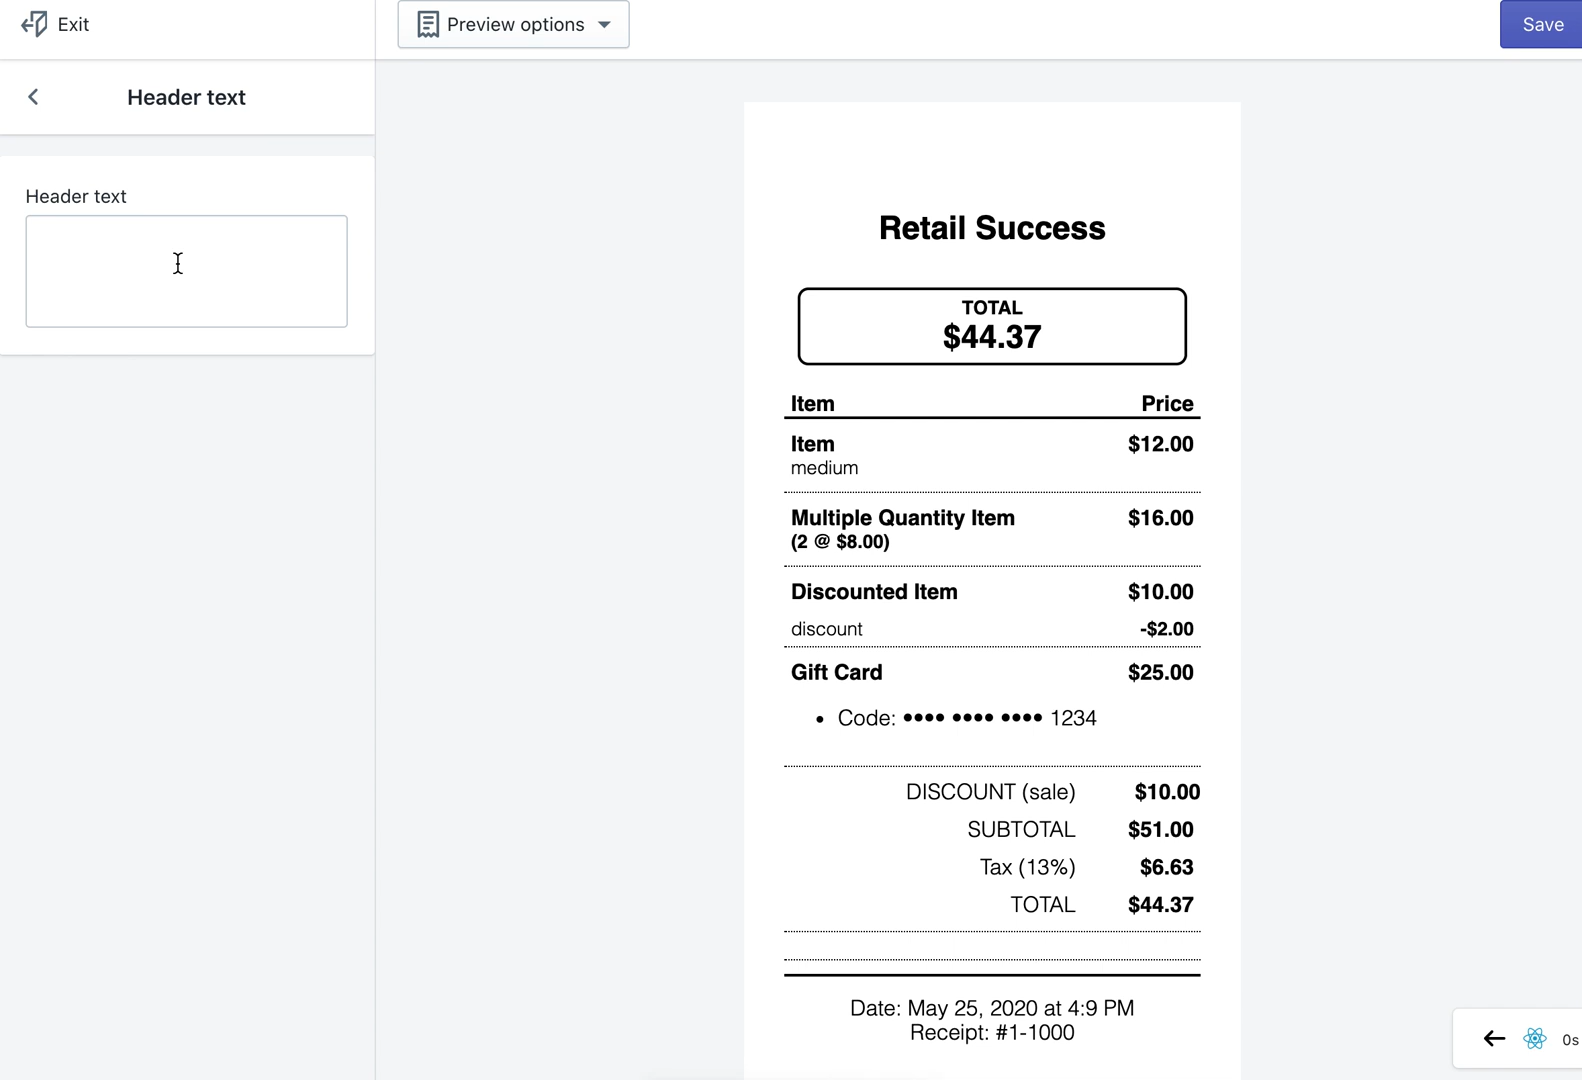 Exit
Preview options
Save
Header text
Header text
Retail Success
TOTAL
$44.37
Item Price
Item $12.00
medium
Multiple Quantity Item $16.00
(2 @ $8.00)
Discounted Item $10.00
discount -$2.00
Gift Card $25.00
• Code: •••• •••• •••• 1234
DISCOUNT (sale) $10.00
SUBTOTAL $51.00
Tax (13%) $6.63
TOTAL $44.37
Date: May 25, 2020 at 4:9 PM
Receipt: #1-1000
0s